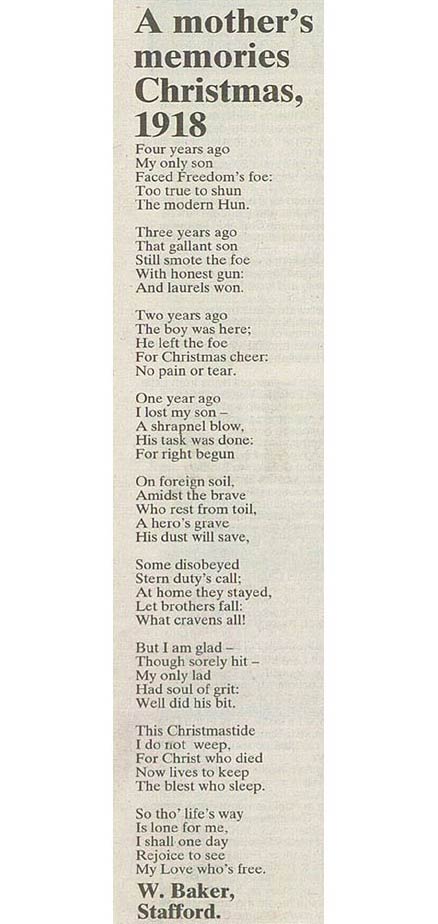 A mother's
memories
Christmas,
1918
Four years ago
My only son
Faced Freedom's foe:
Too true to shun
The modern Hun.
Three years ago
That gallant son
Still smote the foe
With honest gun:
And laurels won.
Two years ago
The boy was here;
He left the foe
For Christmas cheer:
No pain or tear.
One year ago
I lost my son –
A shrapnel blow,
His task was done:
For right begun
On foreign soil,
Amidst the brave
Who rest from toil,
A hero's grave
His dust will save,
Some disobeyed
Stern duty's call;
At home they stayed,
Let brothers fall:
What cravens all!
But I am glad –
Though sorely hit –
My only lad
Had soul of grit:
Well did his bit.
This Christmastide
I do not weep,
For Christ who died
Now lives to keep
The blest who sleep.
So tho' life's way
Is lone for me,
I shall one day
Rejoice to see
My Love who's free.
W. Baker,
Stafford.